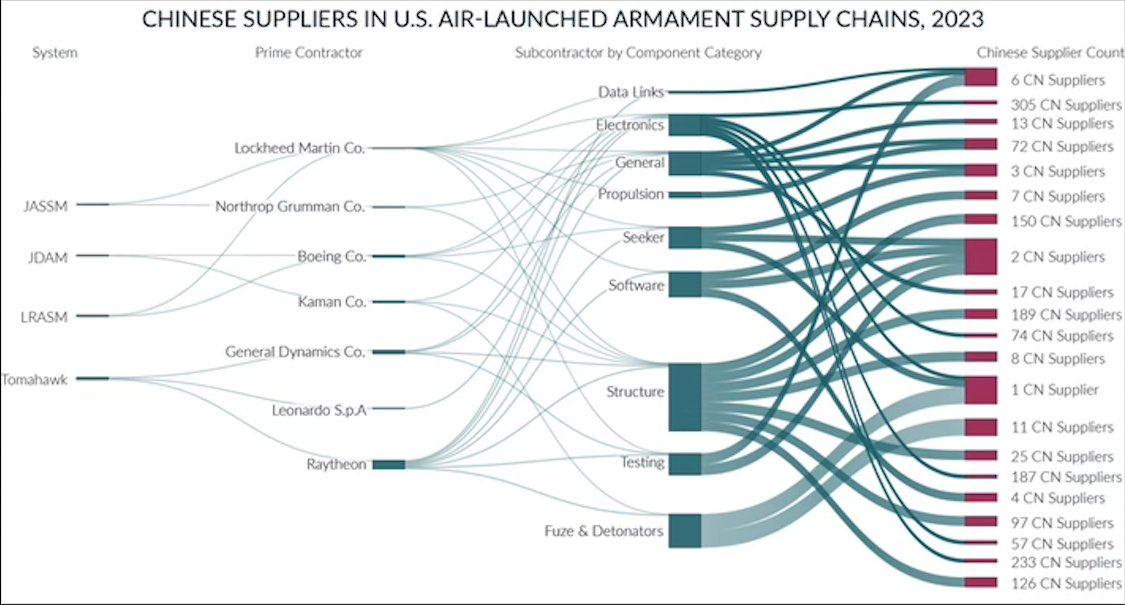 CHINESE SUPPLIERS IN U.S. AIR-LAUNCHED ARMAMENT SUPPLY CHAINS, 2023
System
Prime Contractor
Subcontractor by Component Category
Chinese Supplier Count
JASSM
JDAM
LRASM
Tomahawk
Lockheed Martin Co.
Northrop Grumman Co.
Boeing Co.
Kaman Co.
General Dynamics Co.
Leonardo S.p.A
Raytheon
Data Links
Electronics
General
Propulsion
Seeker
Software
Structure
Testing
Fuze & Detonators
6 CN Suppliers
305 CN Suppliers
13 CN Suppliers
72 CN Suppliers
3 CN Suppliers
7 CN Suppliers
150 CN Suppliers
2 CN Suppliers
17 CN Suppliers
189 CN Suppliers
74 CN Suppliers
8 CN Suppliers
1 CN Supplier
11 CN Suppliers
25 CN Suppliers
187 CN Suppliers
4 CN Suppliers
97 CN Suppliers
57 CN Suppliers
233 CN Suppliers
126 CN Suppliers